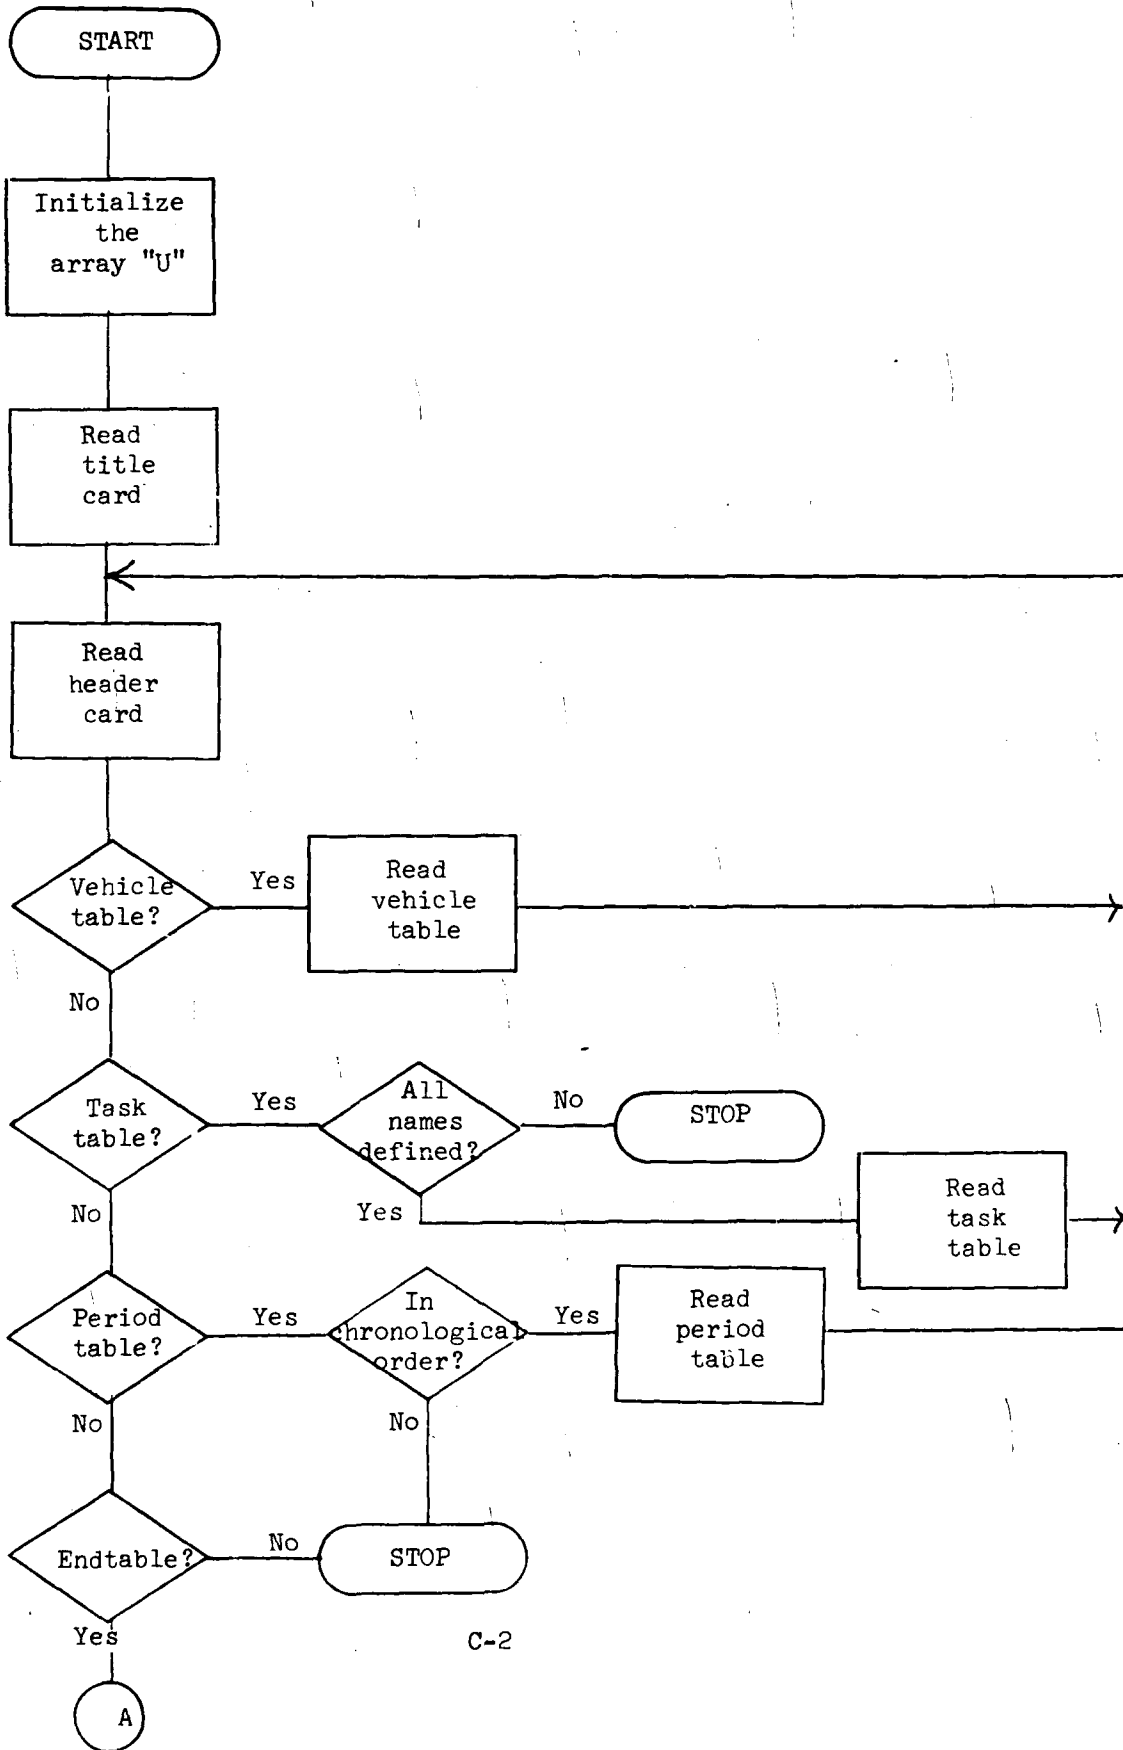 START
Initialize
the
array "U"
Read
title
card
Read
header
card
Vehicle
table?
Yes
Read
vehicle
table
No
Task
table?
Yes
All
names
defined?
No
STOP
Yes
Read
task
table
No
Period
table?
Yes
In
chronological
order?
Yes
Read
period
table
No
No
Endtable?
No
STOP
Yes
C-2
A